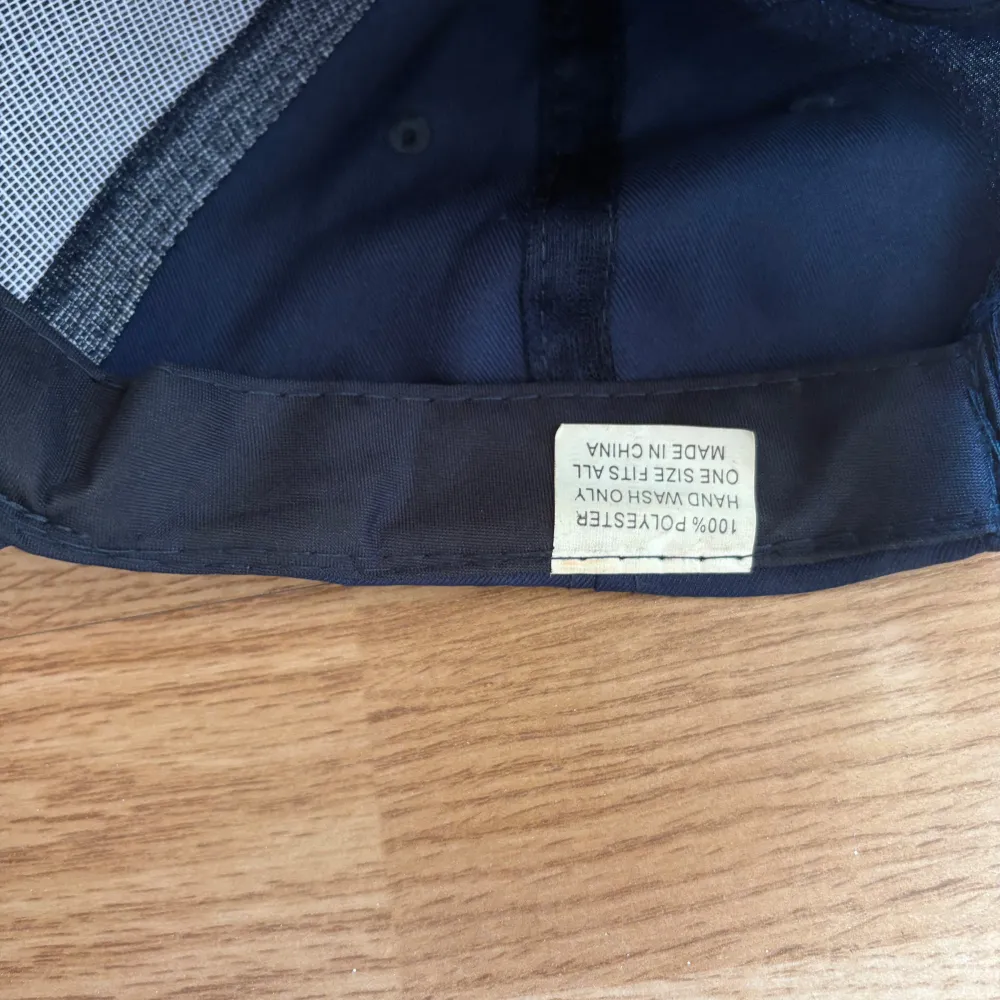 100% POLYESTER
HAND WASH ONLY
ONE SIZE FITS ALL
MADE IN CHINA